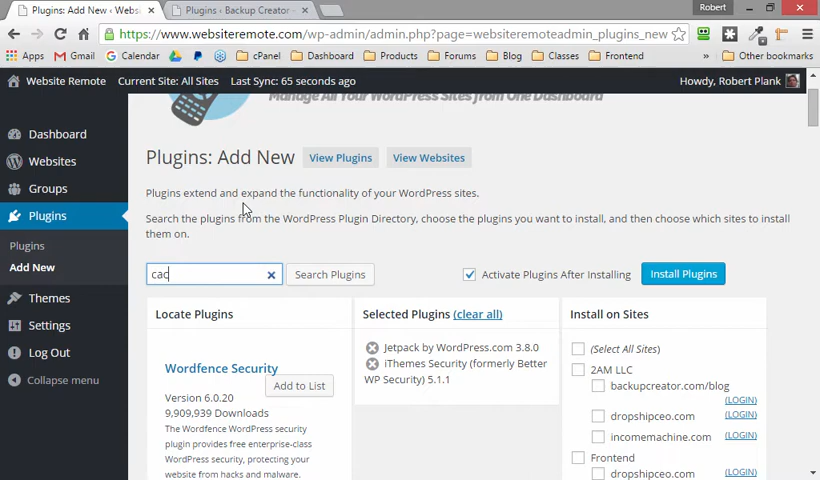 Plugins: Add New ‹ Websi
Plugins ‹ Backup Creator —
Robert
https://www.websiteremote.com/wp-admin/admin.php?page=websiteremoteadmin_plugins_new
Apps Gmail Calendar cPanel Dashboard Products Forums Blog Classes Frontend » Other bookmarks
Website Remote Current Site: All Sites Last Sync: 65 seconds ago Howdy, Robert Plank
Manage All Your WordPress Sites from One Dashboard
Dashboard
Websites
Groups
Plugins
Plugins
Add New
Themes
Settings
Log Out
Collapse menu
Plugins: Add New View Plugins View Websites
Plugins extend and expand the functionality of your WordPress sites.
Search the plugins from the WordPress Plugin Directory, choose the plugins you want to install, and then choose which sites to install
them on.
cac Search Plugins Activate Plugins After Installing Install Plugins
Locate Plugins
Wordfence Security
Add to List
Version 6.0.20
9,909,939 Downloads
The Wordfence WordPress security
plugin provides free enterprise-class
WordPress security, protecting your
website from hacks and malware.
Selected Plugins (clear all)
Jetpack by WordPress.com 3.8.0
iThemes Security (formerly Better
WP Security) 5.1.1
Install on Sites
(Select All Sites)
2AM LLC
backupcreator.com/blog
(LOGIN)
dropshipceo.com (LOGIN)
incomemachine.com (LOGIN)
Frontend
dropshipceo.com (LOGIN)